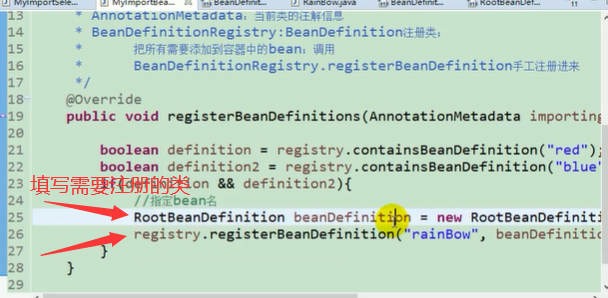 MyImportSele... MyImportBea... BeanDefinit... RainBow.java BeanDefinit... RootBeanDef... 11
13 * AnnotationMetadata：当前类的注解信息
14 * BeanDefinitionRegistry:BeanDefinition注册类；
15 * 把所有需要添加到容器中的bean；调用
16 * BeanDefinitionRegistry.registerBeanDefinition手工注册进来
17 */
18 @Override
19 public void registerBeanDefinitions(AnnotationMetadata importing
20
21 boolean definition = registry.containsBeanDefinition("red");
22 boolean definition2 = registry.containsBeanDefinition("blue"
填写需要注册的类
23 if(definition && definition2){
24 //指定bean名
25 RootBeanDefinition beanDefinition = new RootBeanDefiniti
26 registry.registerBeanDefinition("rainBow", beanDefinitio
27 }
28 }
29